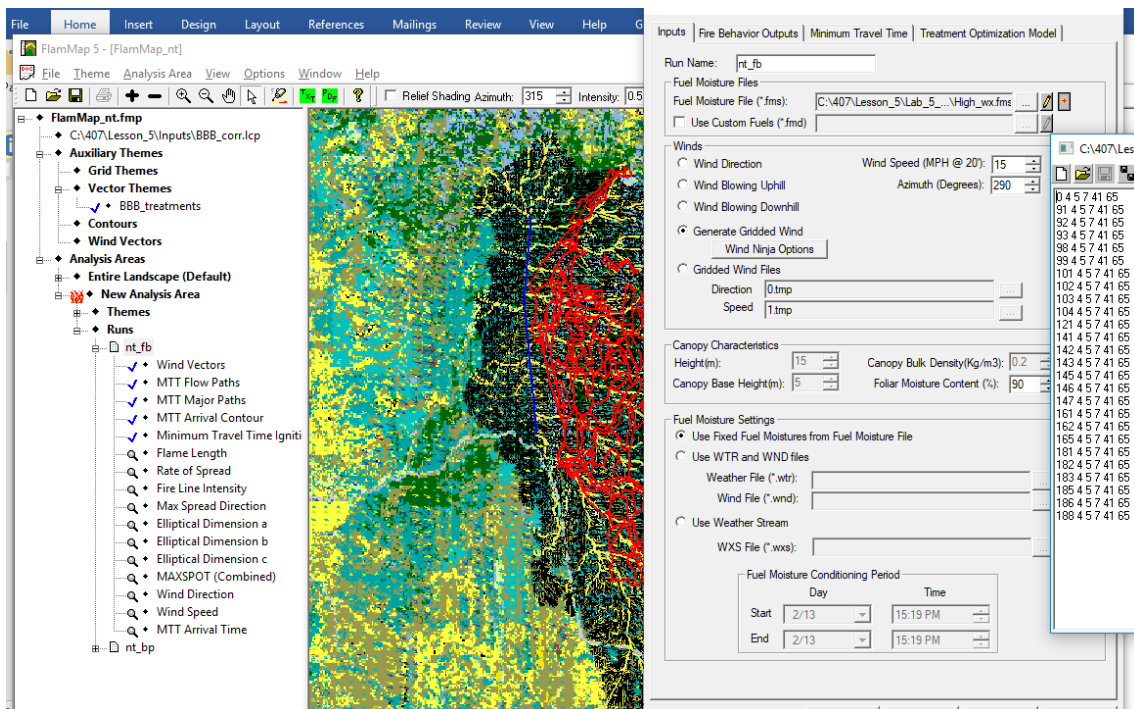 File Home Insert Design Layout References Mailings Review View Help G
FlamMap 5 - [FlamMap_nt]
File Theme Analysis Area View Options Window Help
TXT PDF ? Relief Shading Azimuth: 315 Intensity: 0.5
FlamMap_nt.fmp
C:\407\Lesson_5\Inputs\BBB_corr.lcp
Auxiliary Themes
Grid Themes
Vector Themes
BBB_treatments
Contours
Wind Vectors
Analysis Areas
Entire Landscape (Default)
New Analysis Area
Themes
Runs
nt_fb
Wind Vectors
MTT Flow Paths
MTT Major Paths
MTT Arrival Contour
Minimum Travel Time Igniti
Flame Length
Rate of Spread
Fire Line Intensity
Max Spread Direction
Elliptical Dimension a
Elliptical Dimension b
Elliptical Dimension c
MAXSPOT (Combined)
Wind Direction
Wind Speed
MTT Arrival Time
nt_bp
Inputs Fire Behavior Outputs Minimum Travel Time Treatment Optimization Model
Run Name: nt_fb
Fuel Moisture Files
Fuel Moisture File (*.fms): C:\407\Lesson_5\Lab_5_...\High_wx.fms ...
Use Custom Fuels (*.fmd) ...
Winds
Wind Direction Wind Speed (MPH @ 20'): 15
Wind Blowing Uphill Azimuth (Degrees): 290
Wind Blowing Downhill
Generate Gridded Wind
Wind Ninja Options
Gridded Wind Files
Direction 0.tmp ...
Speed 1.tmp ...
Canopy Characteristics
Height(m): 15 Canopy Bulk Density(Kg/m3): 0.2
Canopy Base Height(m): 5 Foliar Moisture Content (%): 90
Fuel Moisture Settings
Use Fixed Fuel Moistures from Fuel Moisture File
Use WTR and WND files
Weather File (*.wtr): ...
Wind File (*.wnd): ...
Use Weather Stream
WXS File (*.wxs): ...
Fuel Moisture Conditioning Period
Day Time
Start 2/13 15:19 PM
End 2/13 15:19 PM
C:\407\Les
0 4 5 7 41 65
91 4 5 7 41 65
92 4 5 7 41 65
93 4 5 7 41 65
98 4 5 7 41 65
99 4 5 7 41 65
101 4 5 7 41 65
102 4 5 7 41 65
103 4 5 7 41 65
104 4 5 7 41 65
121 4 5 7 41 65
141 4 5 7 41 65
142 4 5 7 41 65
143 4 5 7 41 65
145 4 5 7 41 65
146 4 5 7 41 65
147 4 5 7 41 65
161 4 5 7 41 65
162 4 5 7 41 65
165 4 5 7 41 65
181 4 5 7 41 65
182 4 5 7 41 65
183 4 5 7 41 65
185 4 5 7 41 65
186 4 5 7 41 65
188 4 5 7 41 65